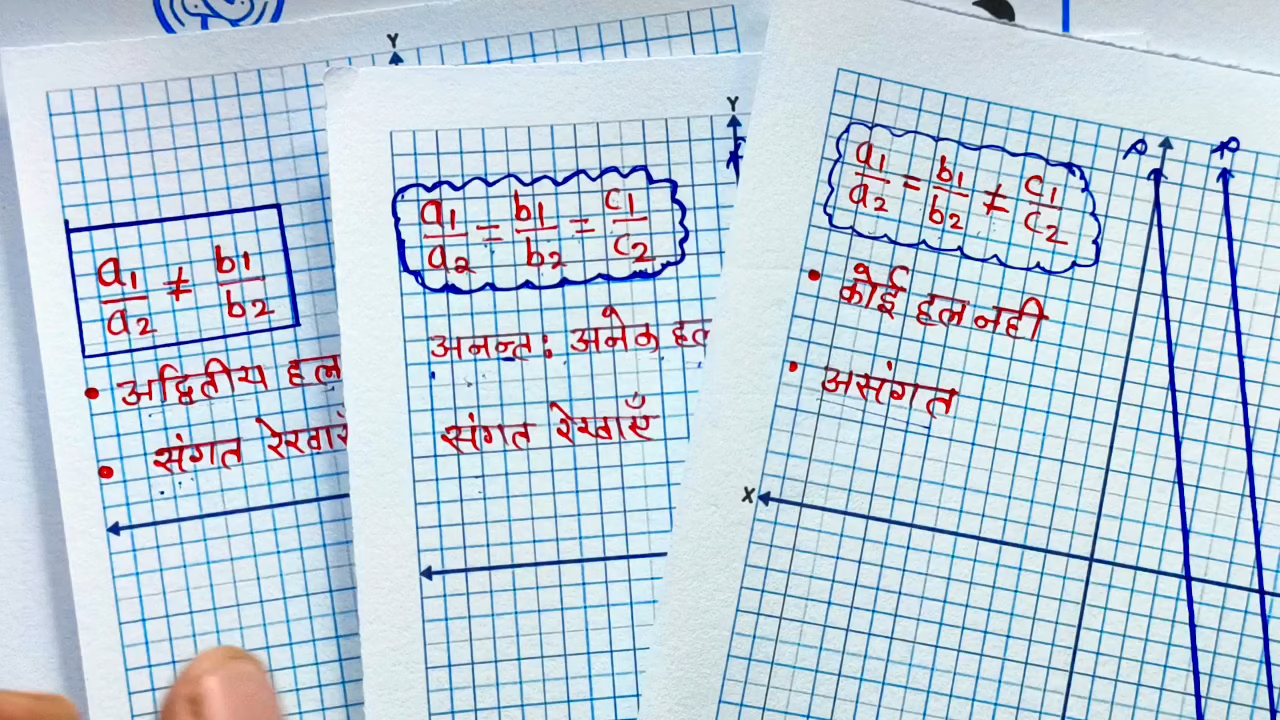 Y
a₁/a₂ ≠ b₁/b₂
• अद्वितीय हल
• संगत
Y
a₁/a₂ = b₁/b₂ = c₁/c₂
अनन्त: अनेक हल
संगत रेखाएँ
a₁/a₂ = b₁/b₂ ≠ c₁/c₂
• कोई हल नही
• असंगत
X